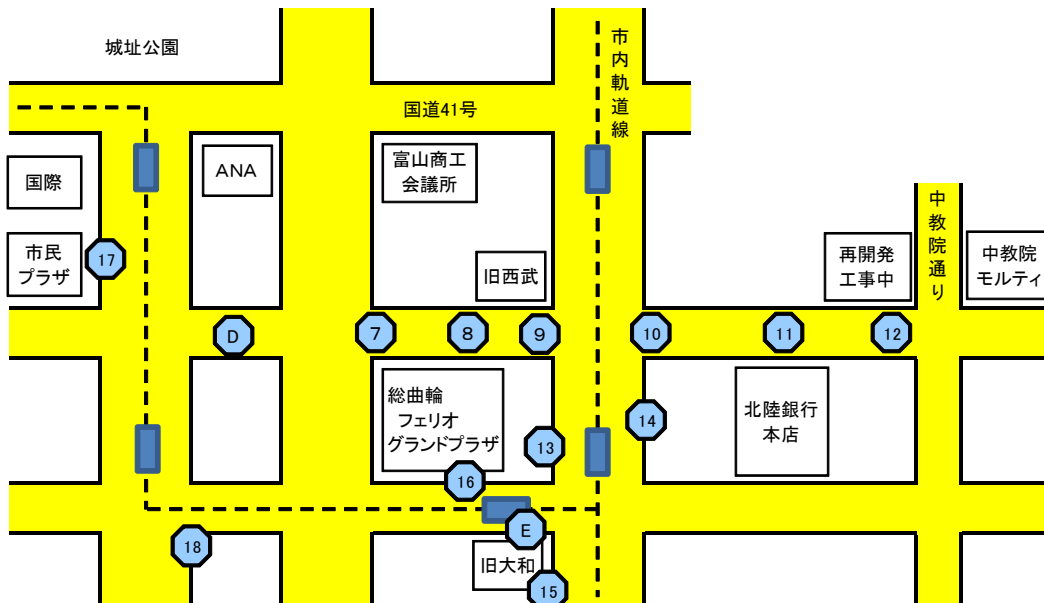 城址公園
国道41号
市内軌道線
国際
ANA
富山商工
会議所
中教院通り
市民
プラザ
17
旧西武
再開発
工事中
中教院
モルティ
D
7
8
9
10
11
12
総曲輪
フェリオ
グランドプラザ
13
14
北陸銀行
本店
16
E
18
旧大和
15